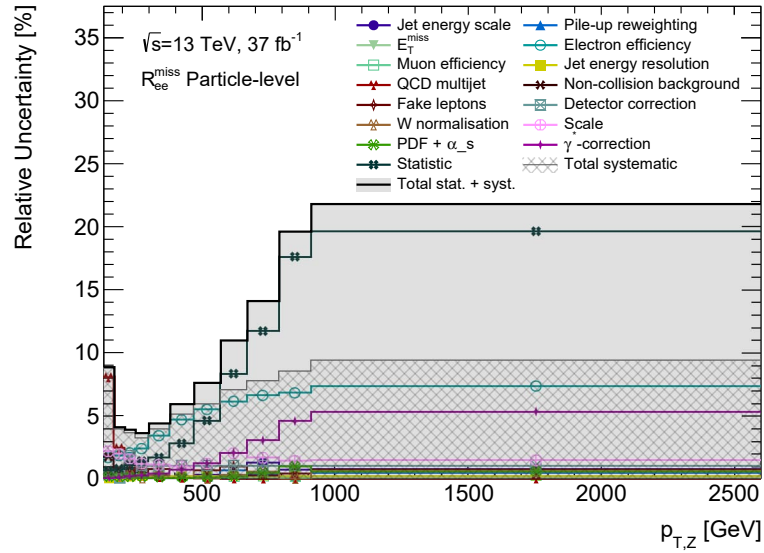 Relative Uncertainty [%]
35
30
25
20
15
10
5
0
√s=13 TeV, 37 fb⁻¹
R_ee^miss Particle-level
Jet energy scale
E_T^miss
Muon efficiency
QCD multijet
Fake leptons
W normalisation
PDF + α_s
Statistic
Total stat. + syst.
Pile-up reweighting
Electron efficiency
Jet energy resolution
Non-collision background
Detector correction
Scale
γ*-correction
Total systematic
500 1000 1500 2000 2500
p_T,Z [GeV]